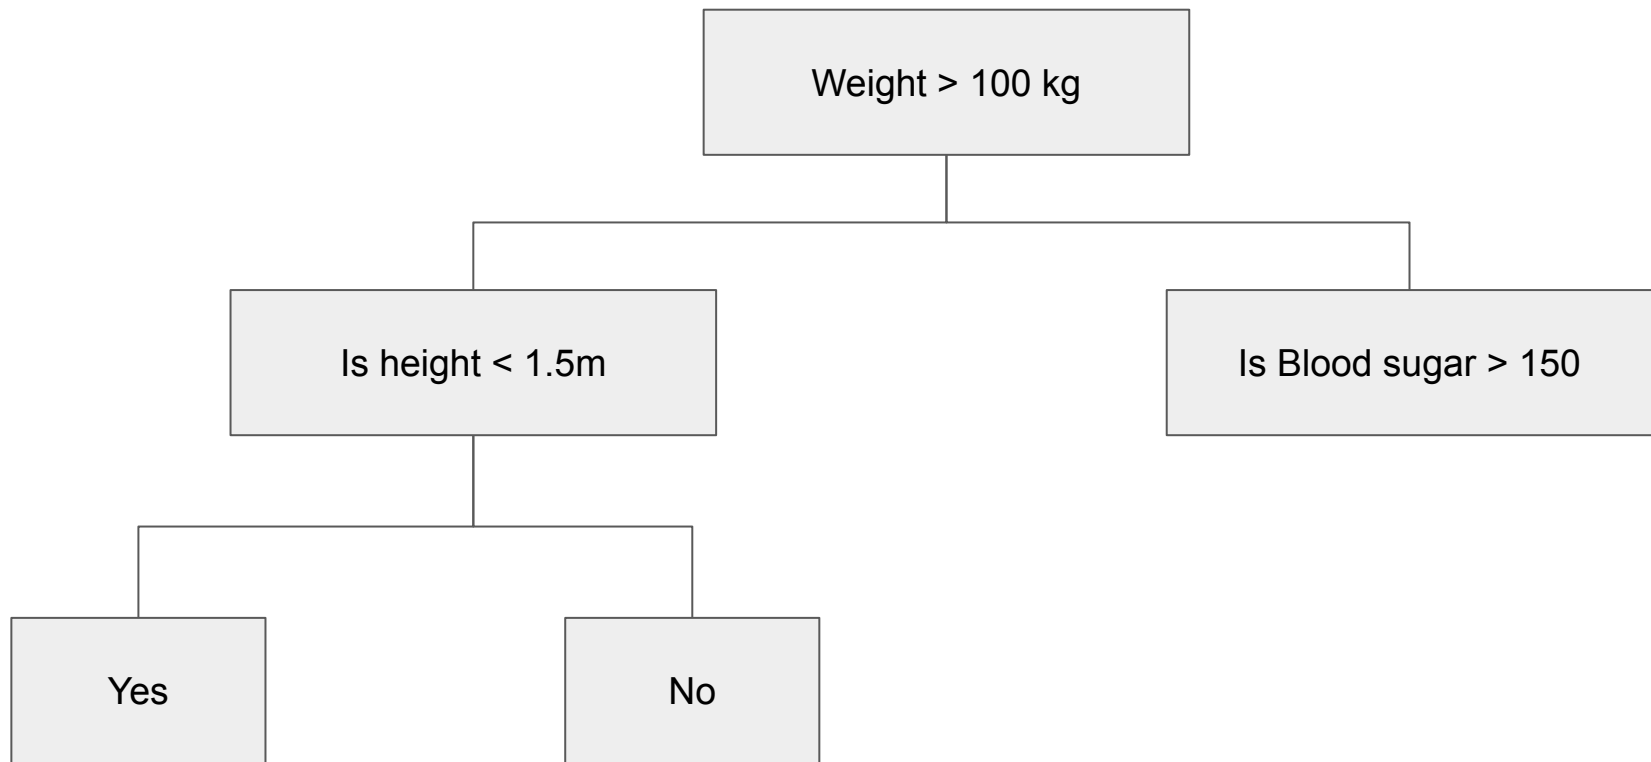 Weight > 100 kg
Is height < 1.5m
Is Blood sugar > 150
Yes
No